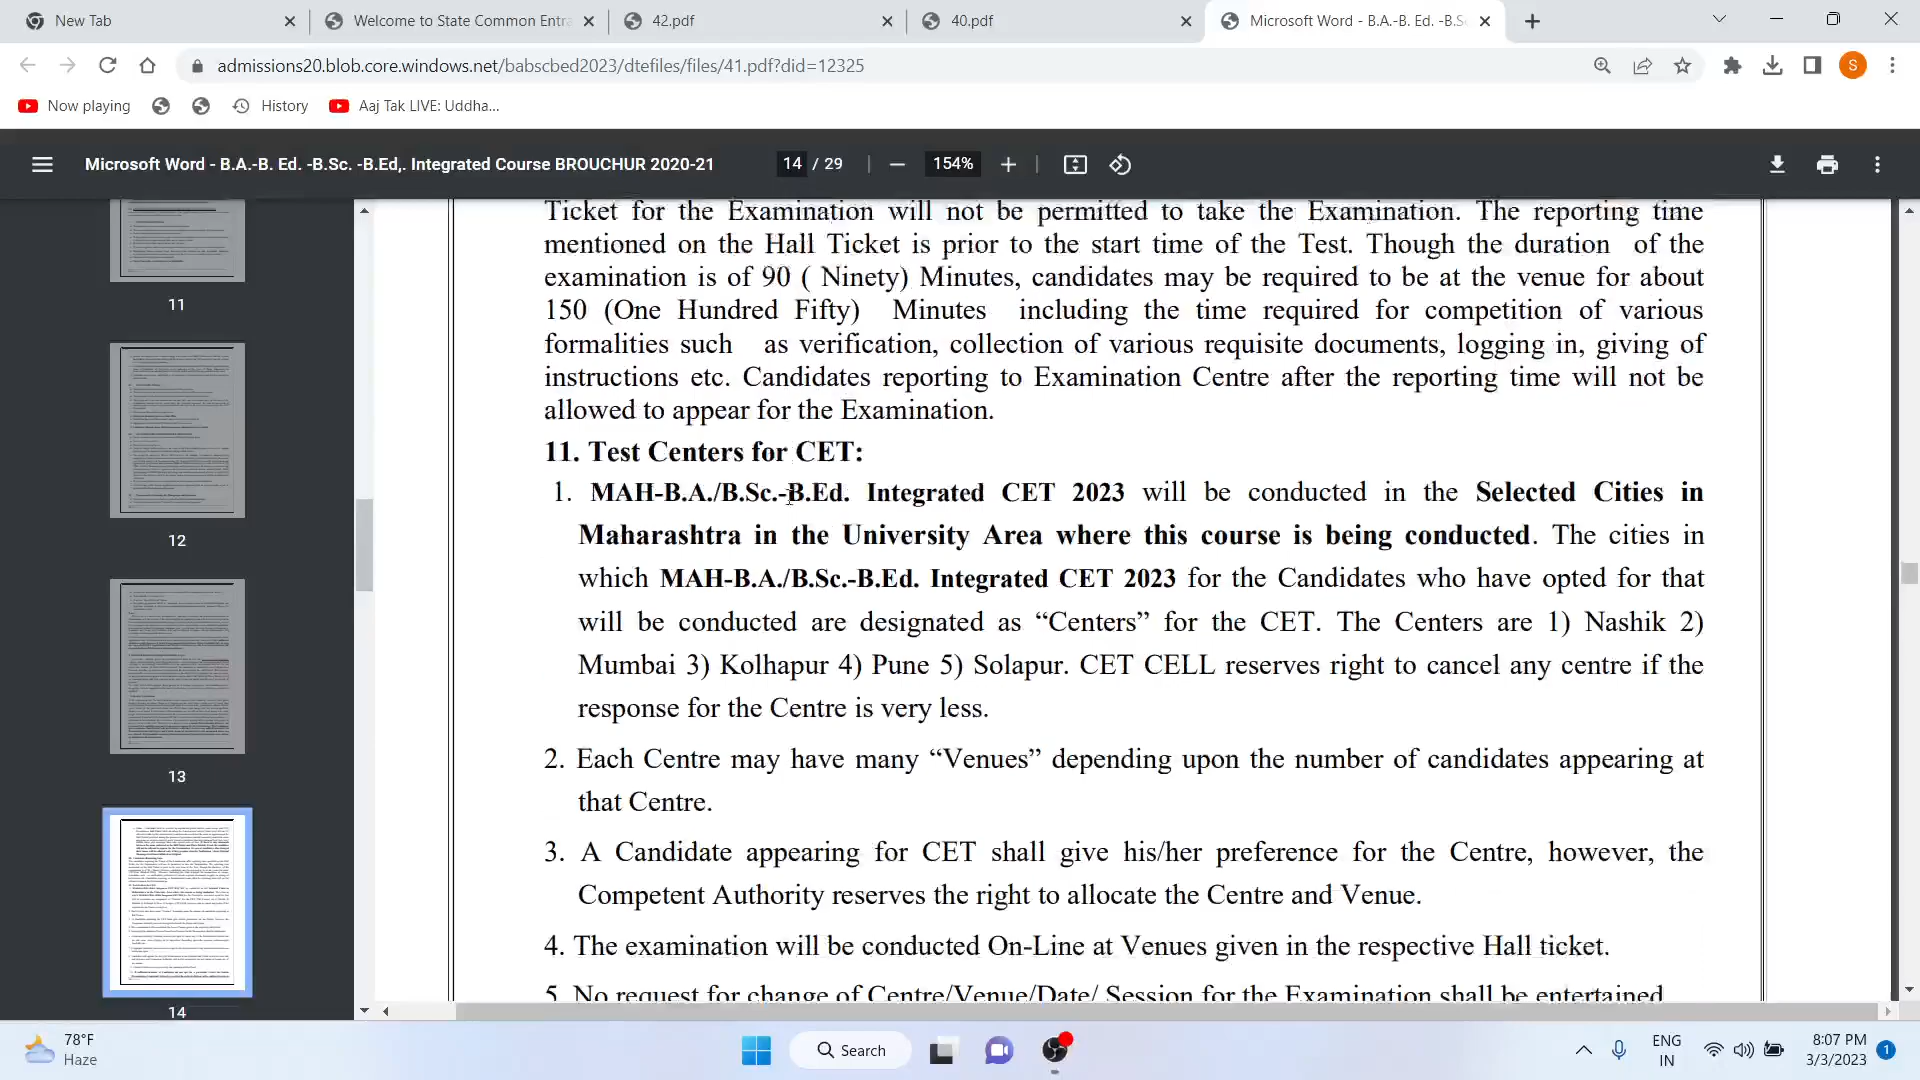 New Tab
Welcome to State Common Entra
42.pdf
40.pdf
Microsoft Word - B.A.-B. Ed. -B.Sc
admissions20.blob.core.windows.net/babscbed2023/dtefiles/files/41.pdf?did=12325
S
Now playing
History
Aaj Tak LIVE: Uddha...
Microsoft Word - B.A.-B. Ed. -B.Sc. -B.Ed,. Integrated Course BROUCHUR 2020-21
14 / 29
154%
11
12
13
14
Ticket for the Examination will not be permitted to take the Examination. The reporting time
mentioned on the Hall Ticket is prior to the start time of the Test. Though the duration of the
examination is of 90 ( Ninety) Minutes, candidates may be required to be at the venue for about
150 (One Hundred Fifty) Minutes including the time required for competition of various
formalities such as verification, collection of various requisite documents, logging in, giving of
instructions etc. Candidates reporting to Examination Centre after the reporting time will not be
allowed to appear for the Examination.
11. Test Centers for CET:
1. MAH-B.A./B.Sc.-B.Ed. Integrated CET 2023 will be conducted in the Selected Cities in
Maharashtra in the University Area where this course is being conducted. The cities in
which MAH-B.A./B.Sc.-B.Ed. Integrated CET 2023 for the Candidates who have opted for that
will be conducted are designated as “Centers” for the CET. The Centers are 1) Nashik 2)
Mumbai 3) Kolhapur 4) Pune 5) Solapur. CET CELL reserves right to cancel any centre if the
response for the Centre is very less.
2. Each Centre may have many “Venues” depending upon the number of candidates appearing at
that Centre.
3. A Candidate appearing for CET shall give his/her preference for the Centre, however, the
Competent Authority reserves the right to allocate the Centre and Venue.
4. The examination will be conducted On-Line at Venues given in the respective Hall ticket.
5. No request for change of Centre/Venue/Date/ Session for the Examination shall be entertained
78°F
Haze
Search
ENG
IN
8:07 PM
3/3/2023
1